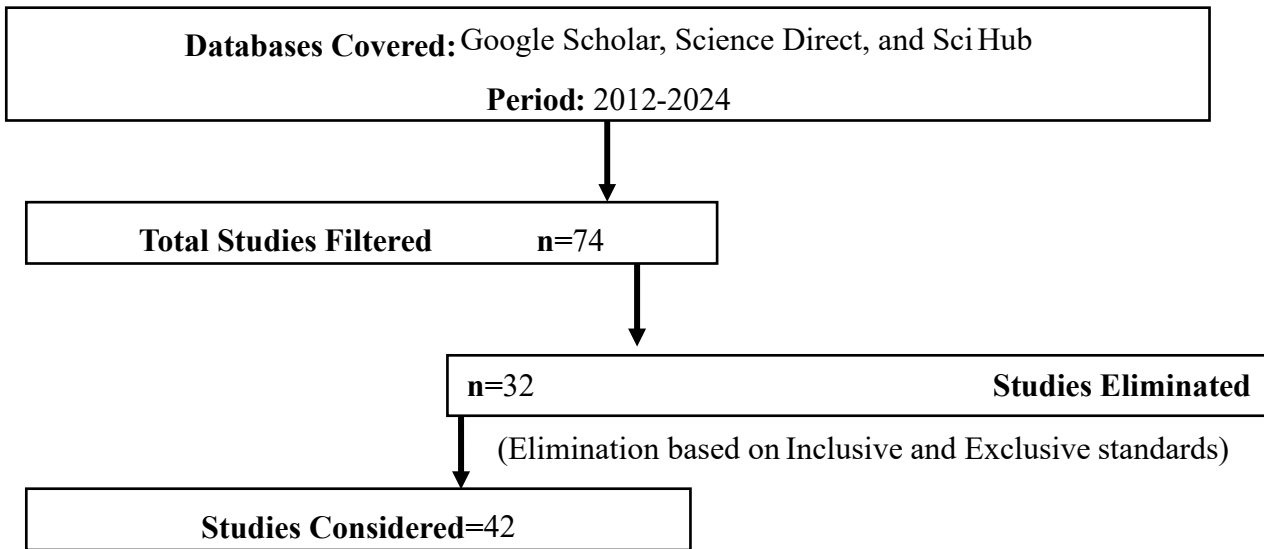 Databases Covered: Google Scholar, Science Direct, and Sci Hub
Period: 2012-2024
Total Studies Filtered n=74
n=32 Studies Eliminated
(Elimination based on Inclusive and Exclusive standards)
Studies Considered=42